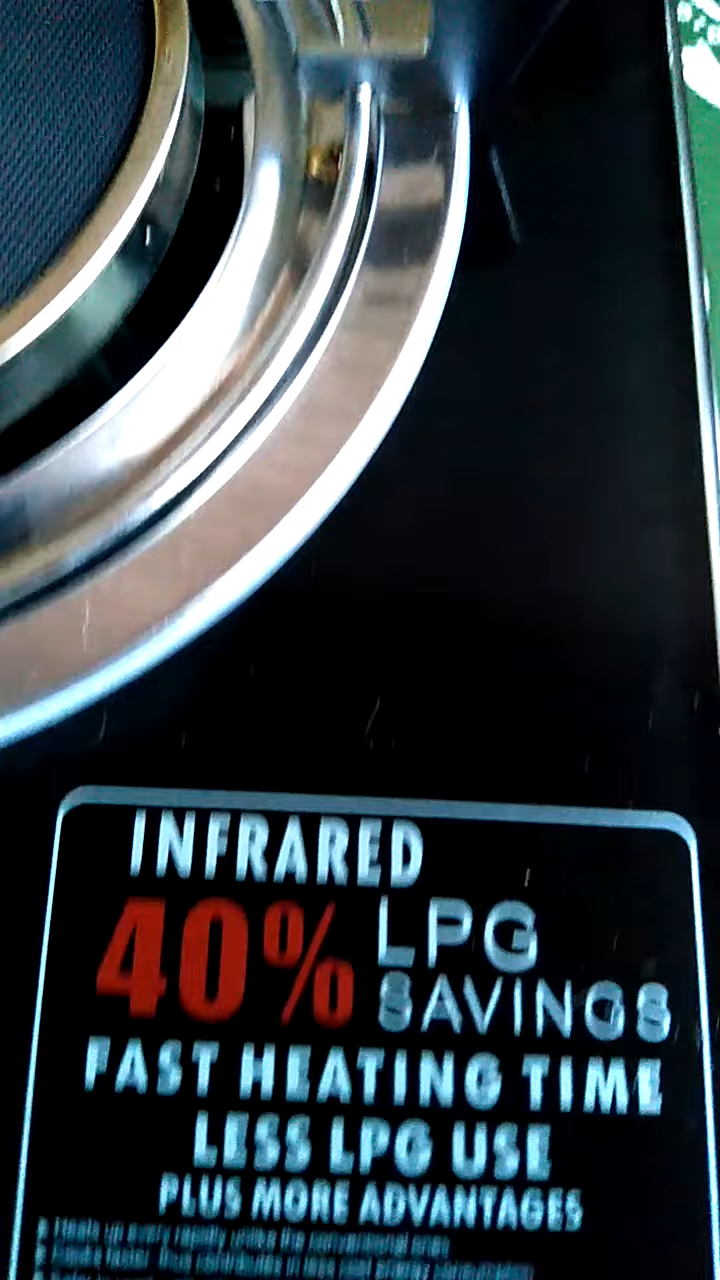 INFRARED
40% LPG SAVINGS
FAST HEATING TIME
LESS LPG USE
PLUS MORE ADVANTAGES